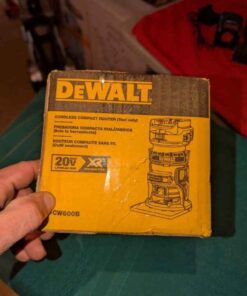 DEWALT
CORDLESS COMPACT ROUTER (Tool only)
FRESADORA COMPACTA INALÁMBRICA
(Solo la herramienta)
ROUTEUR COMPACTE SANS FIL
(Outil seulement)
20V
XR
DCW600B